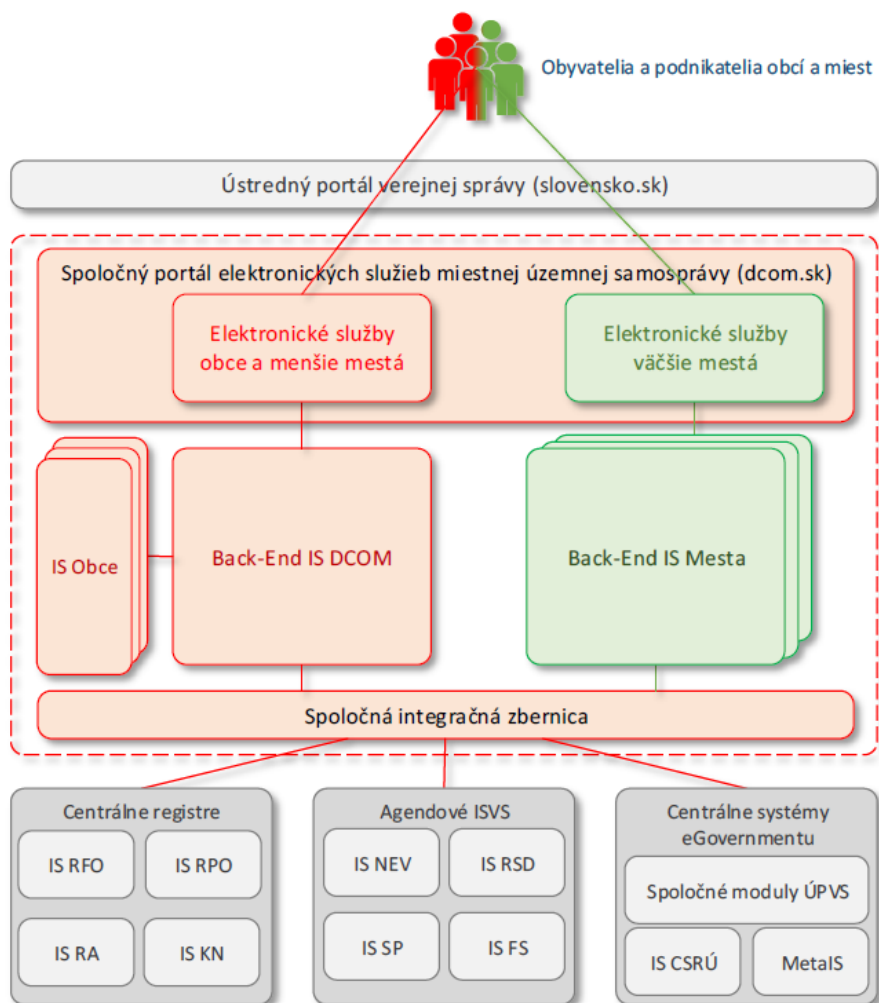 Obyvatelia a podnikatelia obcí a miest
Ústredný portál verejnej správy (slovensko.sk)
Spoločný portál elektronických služieb miestnej územnej samosprávy (dcom.sk)
Elektronické služby
obce a menšie mestá
Elektronické služby
väčšie mestá
IS Obce
Back-End IS DCOM
Back-End IS Mesta
Spoločná integračná zbernica
Centrálne registre
IS RFO
IS RPO
IS RA
IS KN
Agendové ISVS
IS NEV
IS RSD
IS SP
IS FS
Centrálne systémy
eGovernmentu
Spoločné moduly ÚPVS
IS CSRÚ
MetaIS